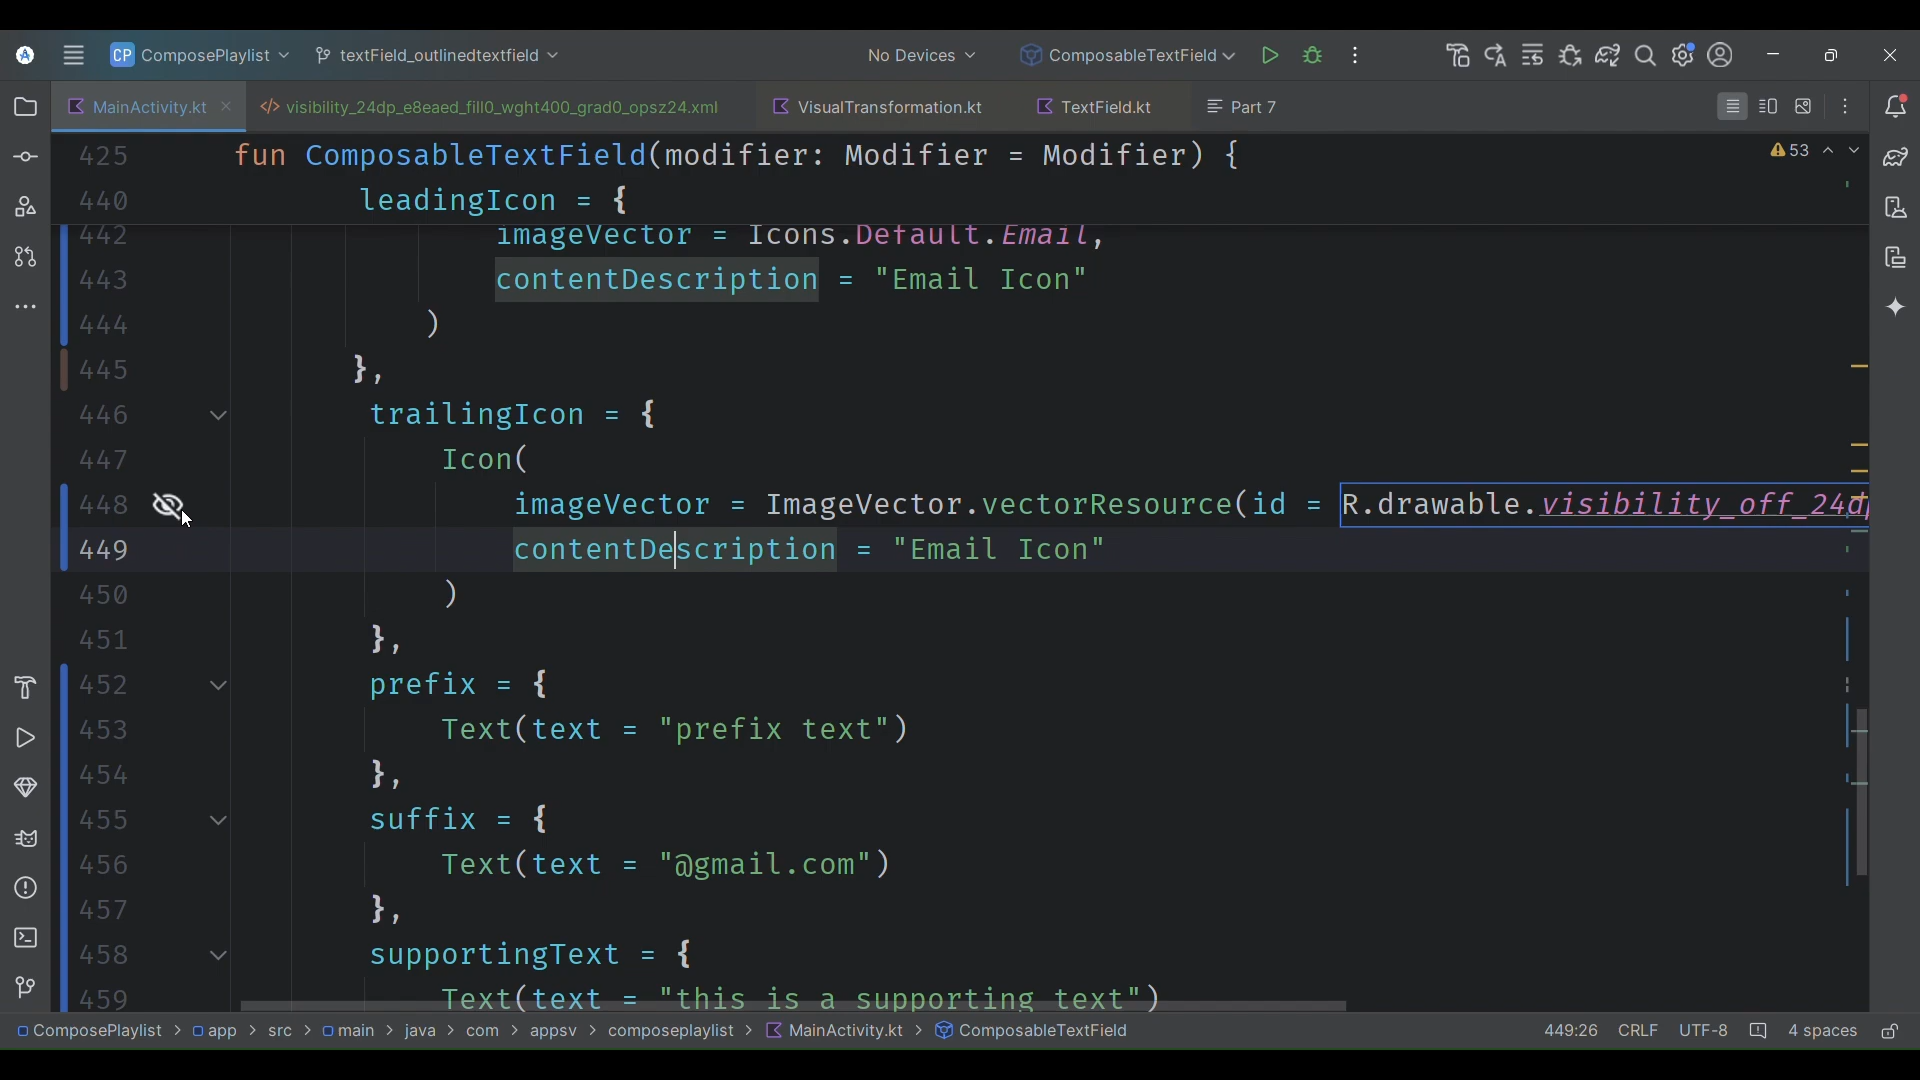 CP ComposePlaylist textField_outlinedtextfield No Devices ComposableTextField
MainActivity.kt </> visibility_24dp_e8eaed_fill0_wght400_grad0_opsz24.xml VisualTransformation.kt TextField.kt Part 7
425 fun ComposableTextField(modifier: Modifier = Modifier) {
53
440 leadingIcon = {
442 imageVector = Icons.Default.Email,
443 contentDescription = "Email Icon"
444 )
445 },
446 trailingIcon = {
447 Icon(
448 imageVector = ImageVector.vectorResource(id = R.drawable.visibility_off_24dp
449 contentDescription = "Email Icon"
450 )
451 },
452 prefix = {
453 Text(text = "prefix text")
454 },
455 suffix = {
456 Text(text = "@gmail.com")
457 },
458 supportingText = {
459 Text(text = "this is a supporting text")
ComposePlaylist > app > src > main > java > com > appsv > composeplaylist > MainActivity.kt > ComposableTextField 449:26 CRLF UTF-8 4 spaces